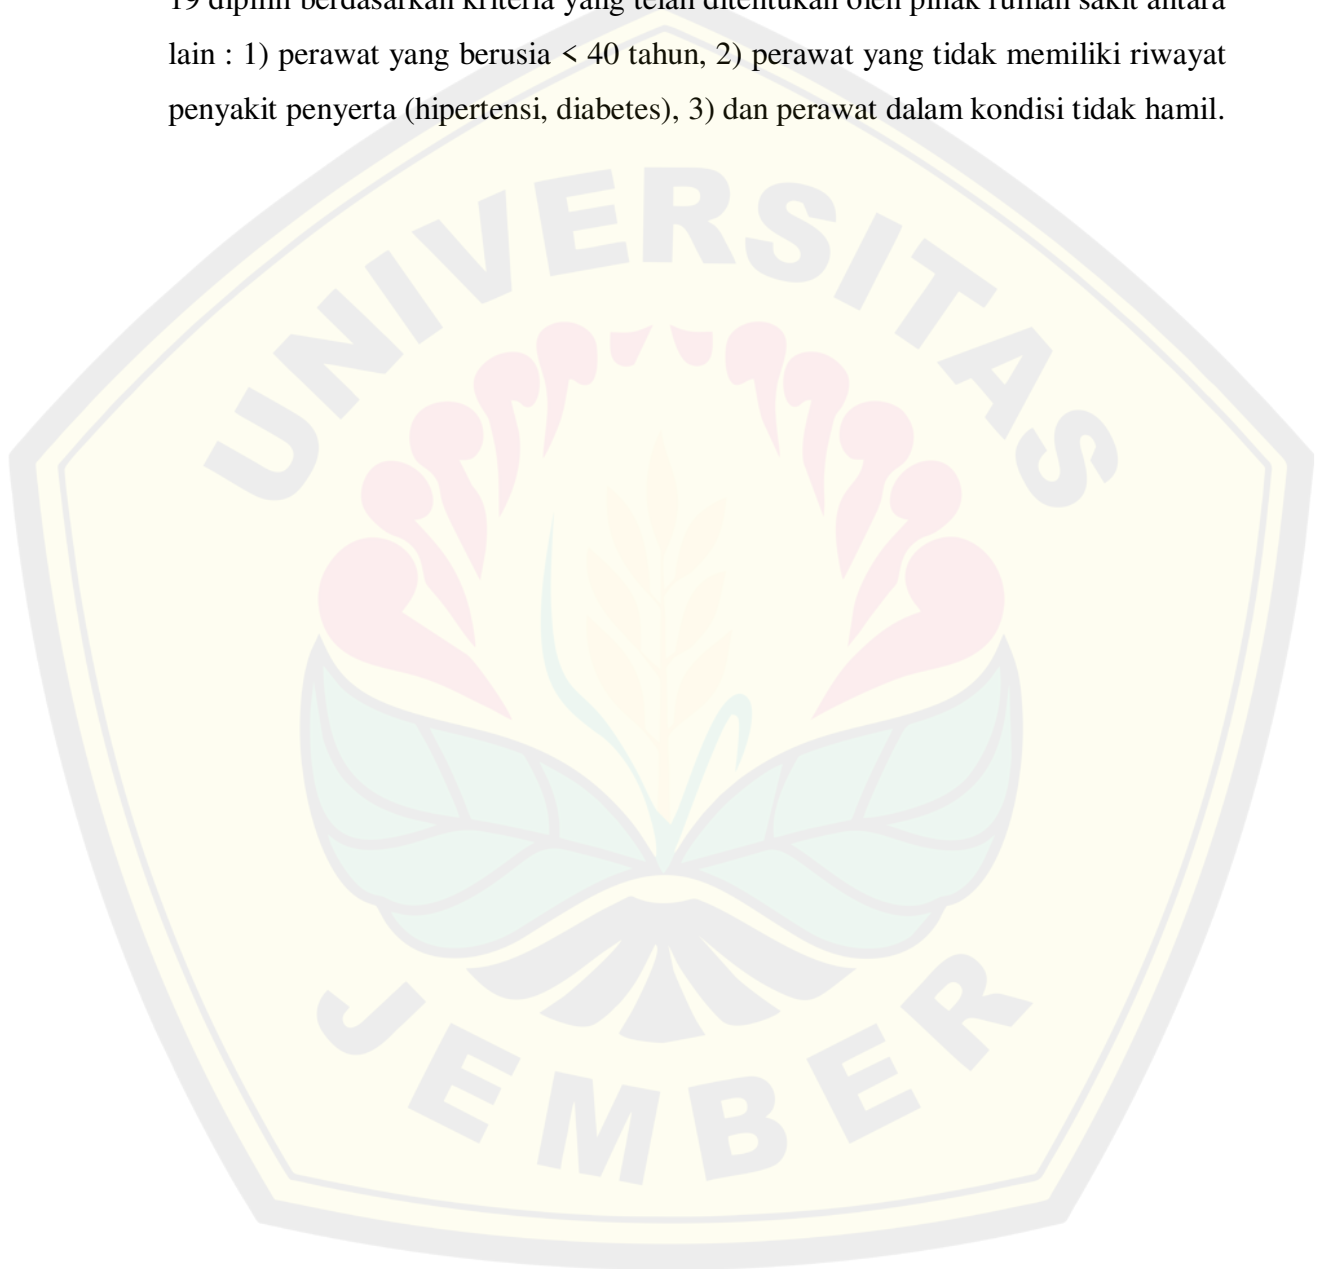 19 dipilih berdasarkan kriteria yang telah ditentukan oleh pihak rumah sakit antara
lain : 1) perawat yang berusia < 40 tahun, 2) perawat yang tidak memiliki riwayat
penyakit penyerta (hipertensi, diabetes), 3) dan perawat dalam kondisi tidak hamil.
UNIVERSITAS
JEMBER